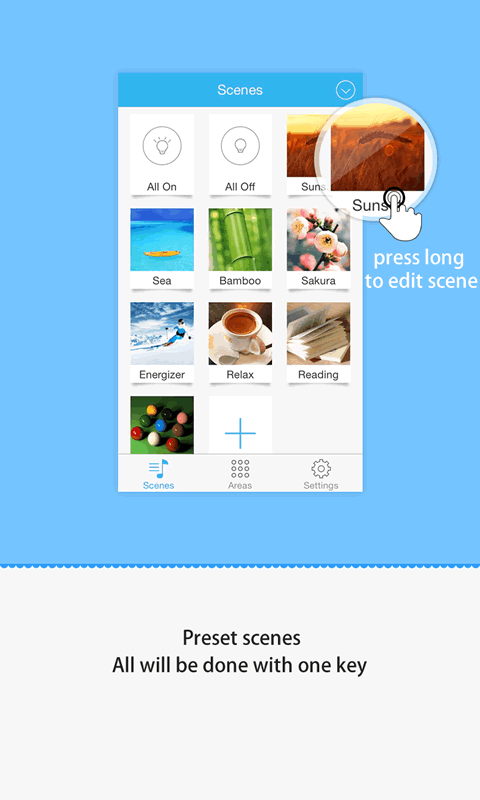 Scenes
All On
All Off
Suns
Suns
press long
to edit scene
Sea
Bamboo
Sakura
Energizer
Relax
Reading
Scenes
Areas
Settings
Preset scenes
All will be done with one key